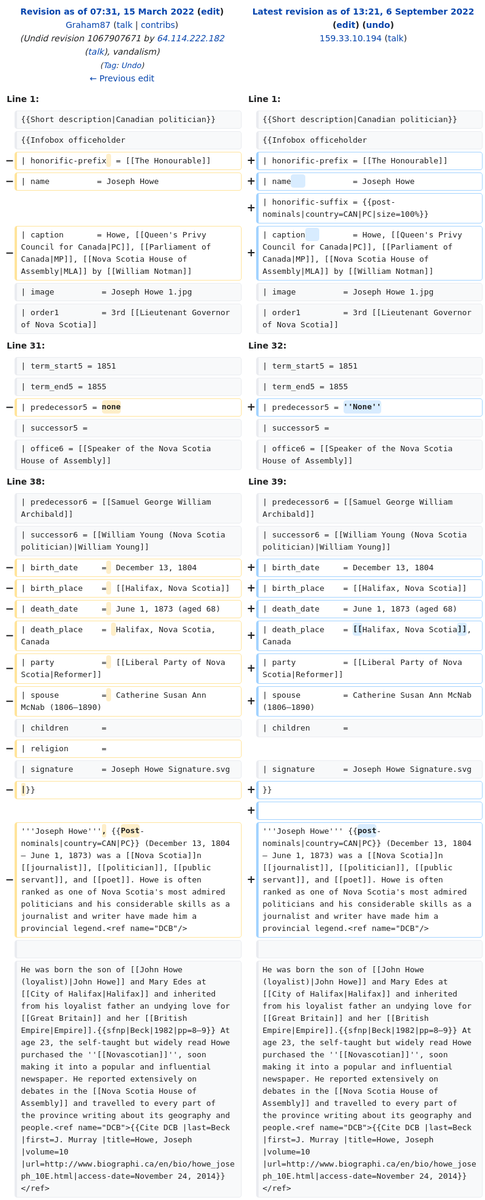 Revision as of 07:31, 15 March 2022 (edit)
Graham87 (talk | contribs)
(Undid revision 1067907671 by 64.114.222.182
(talk), vandalism)
(Tag: Undo)
← Previous edit
Latest revision as of 13:21, 6 September 2022
(edit) (undo)
159.33.10.194 (talk)
Line 1:
Line 1:
{{Short description|Canadian politician}}
{{Short description|Canadian politician}}
{{Infobox officeholder
{{Infobox officeholder
− | honorific-prefix  = [[The Honourable]]
+ | honorific-prefix = [[The Honourable]]
− | name          = Joseph Howe
+ | name          = Joseph Howe
+ | honorific-suffix = {{post-
nominals|country=CAN|PC|size=100%}}
− | caption       = Howe, [[Queen's Privy
Council for Canada|PC]], [[Parliament of
Canada|MP]], [[Nova Scotia House of
Assembly|MLA]] by [[William Notman]]
+ | caption       = Howe, [[Queen's Privy
Council for Canada|PC]], [[Parliament of
Canada|MP]], [[Nova Scotia House of
Assembly|MLA]] by [[William Notman]]
| image         = Joseph Howe 1.jpg
| image         = Joseph Howe 1.jpg
| order1        = 3rd [[Lieutenant Governor
of Nova Scotia]]
| order1        = 3rd [[Lieutenant Governor
of Nova Scotia]]
Line 31:
Line 32:
| term_start5 = 1851
| term_start5 = 1851
| term_end5 = 1855
| term_end5 = 1855
− | predecessor5 = none
+ | predecessor5 = ''None''
| successor5 =
| successor5 =
| office6 = [[Speaker of the Nova Scotia
House of Assembly]]
| office6 = [[Speaker of the Nova Scotia
House of Assembly]]
Line 38:
Line 39:
| predecessor6 = [[Samuel George William
Archibald]]
| predecessor6 = [[Samuel George William
Archibald]]
| successor6 = [[William Young (Nova Scotia
politician)|William Young]]
| successor6 = [[William Young (Nova Scotia
politician)|William Young]]
− | birth_date    =  December 13, 1804
+ | birth_date    = December 13, 1804
− | birth_place   =  [[Halifax, Nova Scotia]]
+ | birth_place   = [[Halifax, Nova Scotia]]
− | death_date    =  June 1, 1873 (aged 68)
+ | death_date    = June 1, 1873 (aged 68)
− | death_place   =  Halifax, Nova Scotia,
Canada
+ | death_place   = [[Halifax, Nova Scotia]],
Canada
− | party         =  [[Liberal Party of Nova
Scotia|Reformer]]
+ | party         = [[Liberal Party of Nova
Scotia|Reformer]]
− | spouse        =  Catherine Susan Ann
McNab (1806–1890)
+ | spouse        = Catherine Susan Ann McNab
(1806–1890)
| children      =
| children      =
− | religion      =
| signature     = Joseph Howe Signature.svg
| signature     = Joseph Howe Signature.svg
− |}}
+ }}
+
− '''Joseph Howe''', {{Post-
nominals|country=CAN|PC}} (December 13, 1804
– June 1, 1873) was a [[Nova Scotia]]n
[[journalist]], [[politician]], [[public
servant]], and [[poet]]. Howe is often
ranked as one of Nova Scotia's most admired
politicians and his considerable skills as a
journalist and writer have made him a
provincial legend.<ref name="DCB"/>
+ '''Joseph Howe''' {{post-
nominals|country=CAN|PC}} (December 13, 1804
– June 1, 1873) was a [[Nova Scotia]]n
[[journalist]], [[politician]], [[public
servant]], and [[poet]]. Howe is often
ranked as one of Nova Scotia's most admired
politicians and his considerable skills as a
journalist and writer have made him a
provincial legend.<ref name="DCB"/>
He was born the son of [[John Howe
(loyalist)|John Howe]] and Mary Edes at
[[City of Halifax|Halifax]] and inherited
from his loyalist father an undying love for
[[Great Britain]] and her [[British
Empire|Empire]].{{sfnp|Beck|1982|pp=8–9}} At
age 23, the self-taught but widely read Howe
purchased the ''[[Novascotian]]'', soon
making it into a popular and influential
newspaper. He reported extensively on
debates in the [[Nova Scotia House of
Assembly]] and travelled to every part of
the province writing about its geography and
people.<ref name="DCB">{{Cite DCB |last=Beck
|first=J. Murray |title=Howe, Joseph
|volume=10
|url=http://www.biographi.ca/en/bio/howe_jose
ph_10E.html|access-date=November 24, 2014}}
</ref>
He was born the son of [[John Howe
(loyalist)|John Howe]] and Mary Edes at
[[City of Halifax|Halifax]] and inherited
from his loyalist father an undying love for
[[Great Britain]] and her [[British
Empire|Empire]].{{sfnp|Beck|1982|pp=8–9}} At
age 23, the self-taught but widely read Howe
purchased the ''[[Novascotian]]'', soon
making it into a popular and influential
newspaper. He reported extensively on
debates in the [[Nova Scotia House of
Assembly]] and travelled to every part of
the province writing about its geography and
people.<ref name="DCB">{{Cite DCB |last=Beck
|first=J. Murray |title=Howe, Joseph
|volume=10
|url=http://www.biographi.ca/en/bio/howe_jose
ph_10E.html|access-date=November 24, 2014}}
</ref>